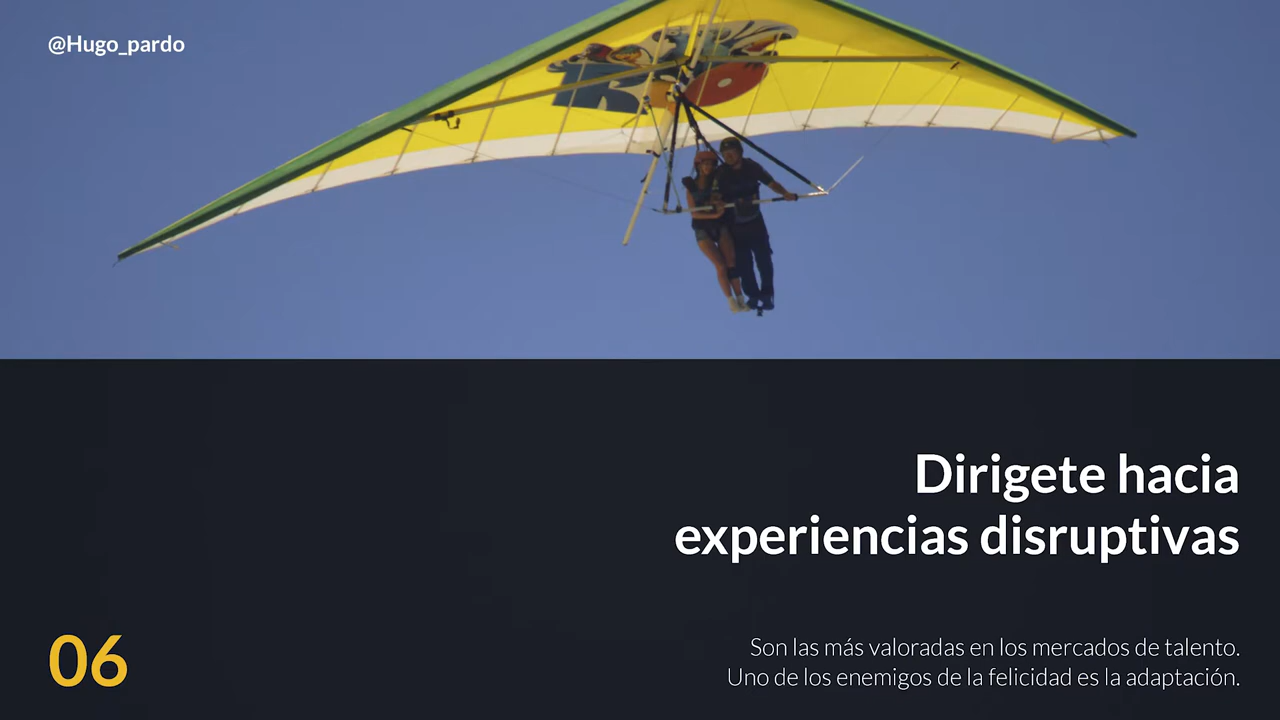 @Hugo_pardo
Dirigete hacia
experiencias disruptivas
06
Son las más valoradas en los mercados de talento.
Uno de los enemigos de la felicidad es la adaptación.